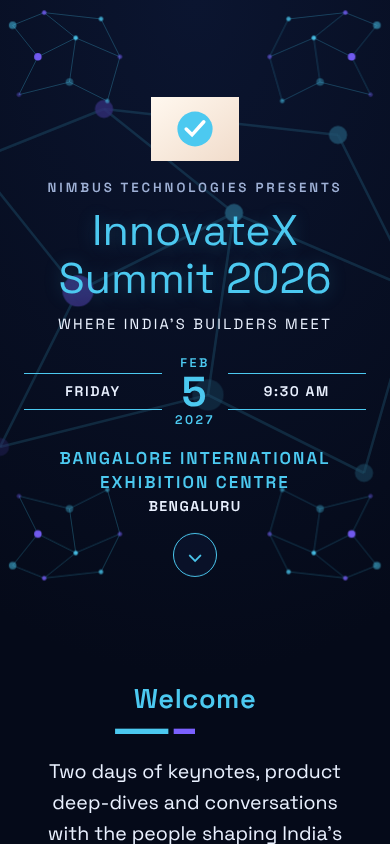 NIMBUS TECHNOLOGIES PRESENTS
InnovateX
Summit 2026
WHERE INDIA'S BUILDERS MEET
FEB
FRIDAY 5 9:30 AM
2027
BANGALORE INTERNATIONAL
EXHIBITION CENTRE
BENGALURU
Welcome
Two days of keynotes, product
deep-dives and conversations
with the people shaping India's